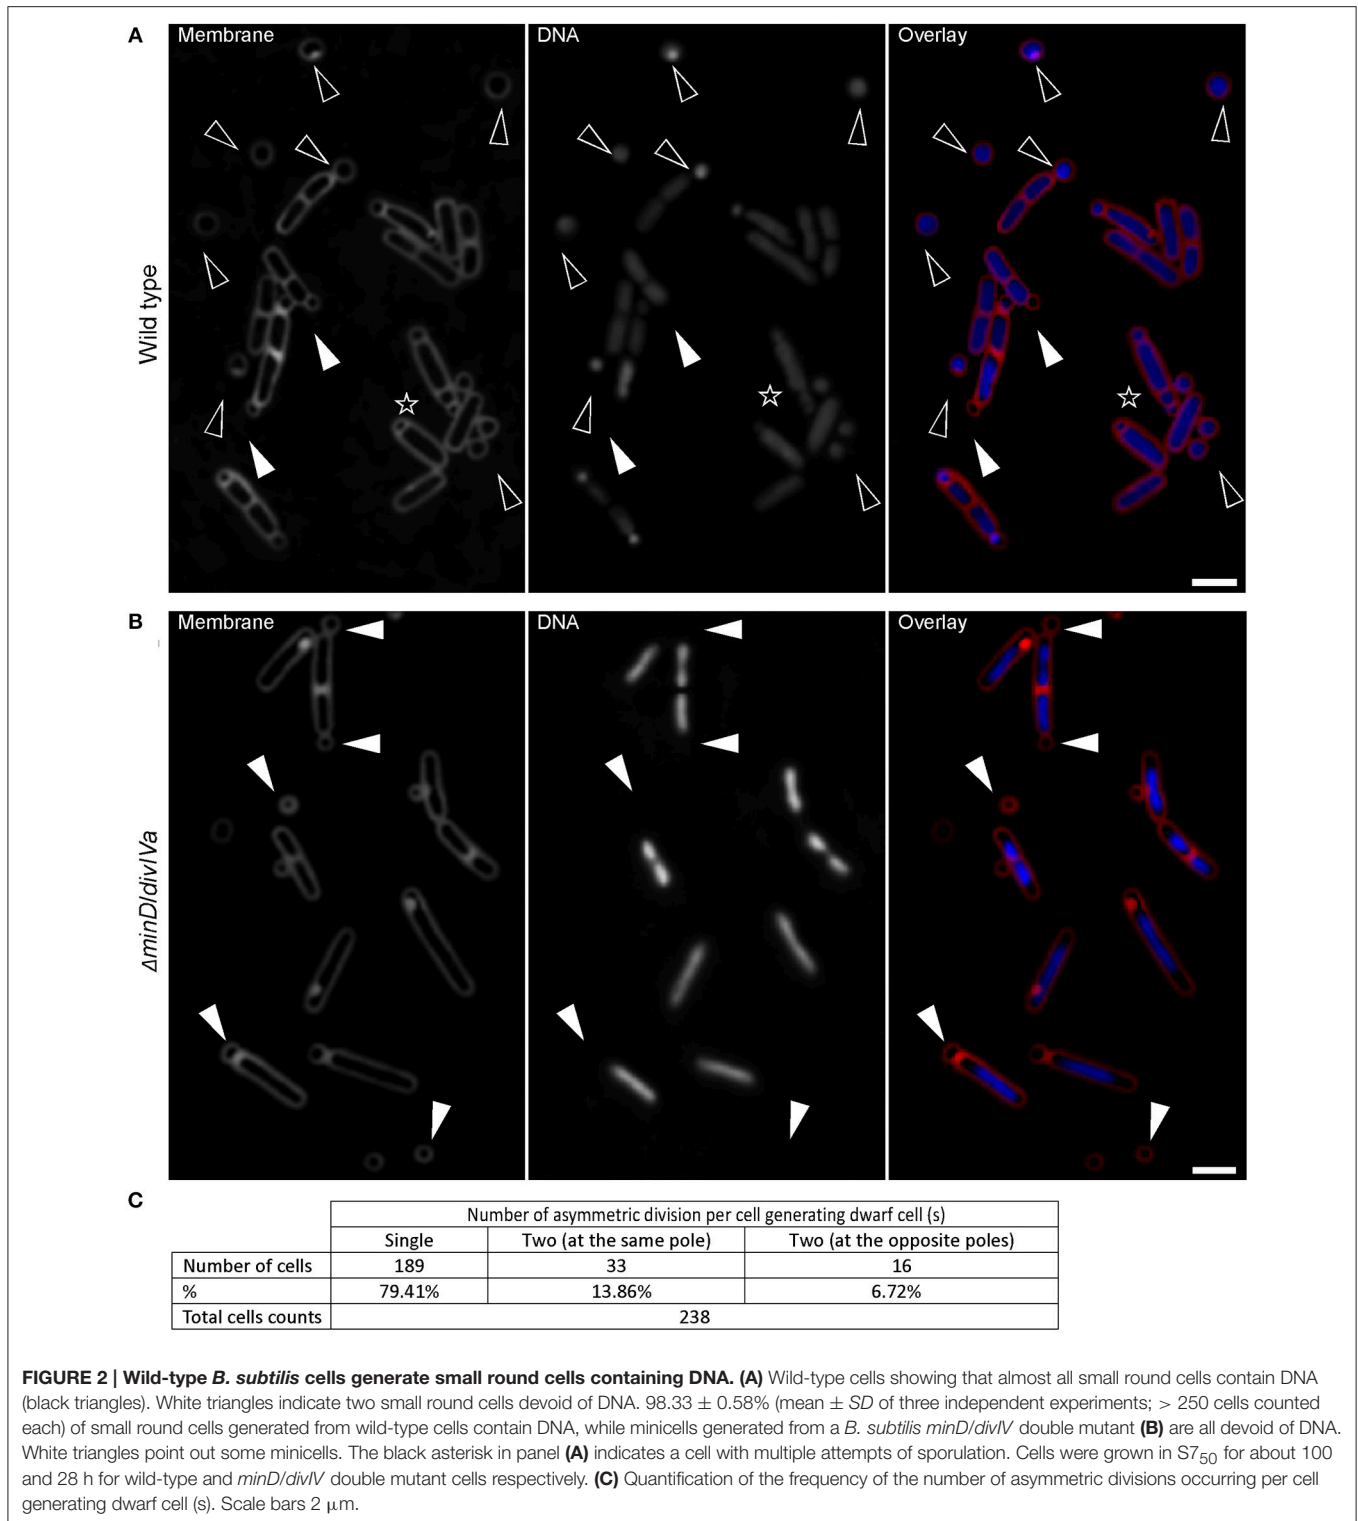 A
Membrane
DNA
Overlay
Wild type
B
Membrane
DNA
Overlay
ΔminD/divIVa
C
Number of asymmetric division per cell generating dwarf cell (s)
Single Two (at the same pole) Two (at the opposite poles)
Number of cells 189 33 16
% 79.41% 13.86% 6.72%
Total cells counts 238
FIGURE 2 | Wild-type B. subtilis cells generate small round cells containing DNA. (A) Wild-type cells showing that almost all small round cells contain DNA
(black triangles). White triangles indicate two small round cells devoid of DNA. 98.33 ± 0.58% (mean ± SD of three independent experiments; > 250 cells counted
each) of small round cells generated from wild-type cells contain DNA, while minicells generated from a B. subtilis minD/divIV double mutant (B) are all devoid of DNA.
White triangles point out some minicells. The black asterisk in panel (A) indicates a cell with multiple attempts of sporulation. Cells were grown in S7₅₀ for about 100
and 28 h for wild-type and minD/divIV double mutant cells respectively. (C) Quantification of the frequency of the number of asymmetric divisions occurring per cell
generating dwarf cell (s). Scale bars 2 μm.